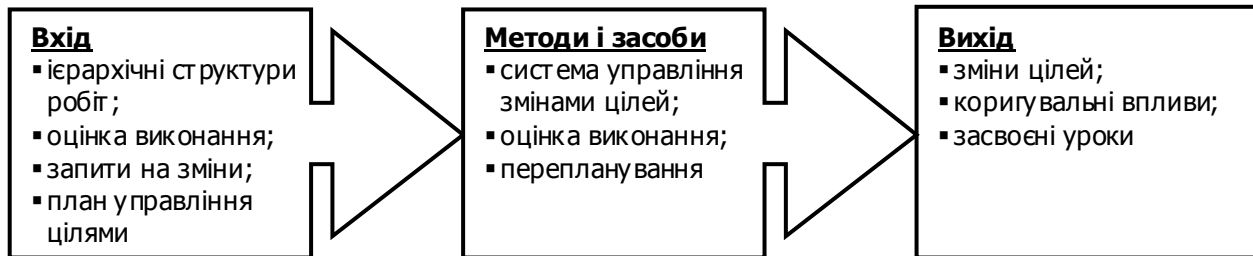 Вхід
▪ієрархічні структури
робіт;
▪оцінка виконання;
▪запити на зміни;
▪план управління
цілями
Методи і засоби
▪система управління
змінами цілей;
▪оцінка виконання;
▪перепланування
Вихід
▪зміни цілей;
▪коригувальні впливи;
▪засвоєні уроки